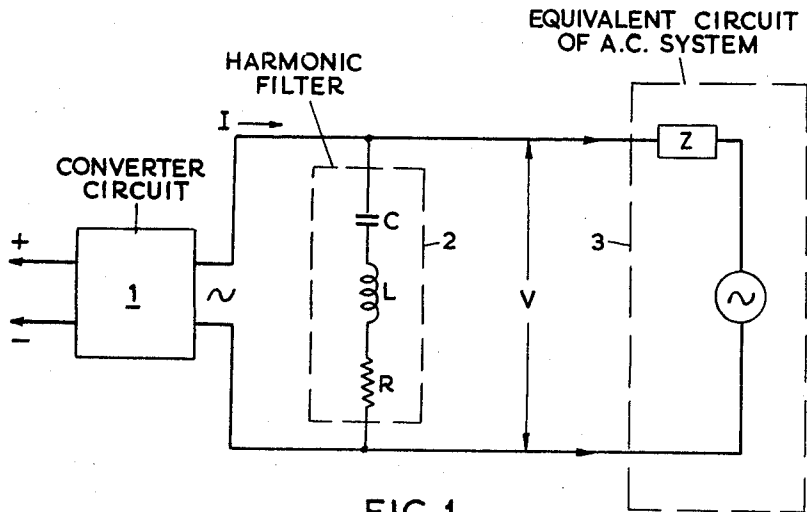 EQUIVALENT CIRCUIT
OF A.C. SYSTEM
HARMONIC
FILTER
I
CONVERTER
CIRCUIT
Z
C
+
2
3
1
~
L
V
~
−
R
FIG.1